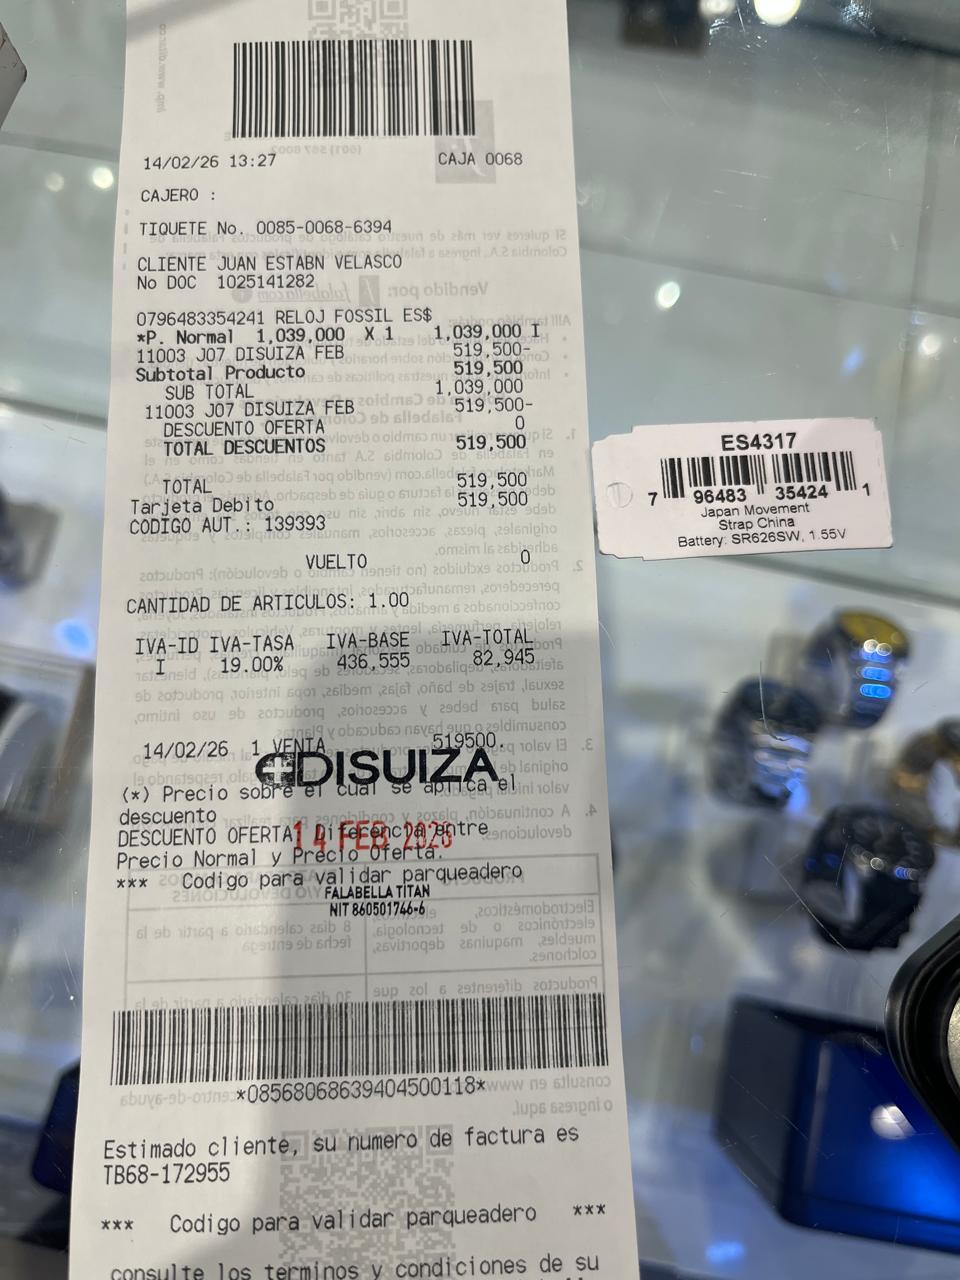 14/02/26 13:27 CAJA 0068
CAJERO :
TIQUETE No. 0085-0068-6394
CLIENTE JUAN ESTABN VELASCO
No DOC 1025141282
0796483354241 RELOJ FOSSIL ES$
*P. Normal 1,039,000 X 1 1,039,000 I
11003 J07 DISUIZA FEB 519,500-
Subtotal Producto 519,500
SUB TOTAL 1,039,000
11003 J07 DISUIZA FEB 519,500-
DESCUENTO OFERTA 0
TOTAL DESCUENTOS 519,500
TOTAL 519,500
Tarjeta Debito 519,500
CODIGO AUT.: 139393
VUELTO 0
CANTIDAD DE ARTICULOS: 1.00
IVA-ID IVA-TASA IVA-BASE IVA-TOTAL
I 19.00% 436,555 82,945
14/02/26 1 VENTA 519500.
DISUIZA
(*) Precio sobre el cual se aplica el
descuento
DESCUENTO OFERTA: Diferencia entre
14 FEB 2026
Precio Normal y Precio Oferta.
*** Codigo para validar parqueadero
FALABELLA TITAN
NIT 860501746-6
*08568068639404500118*
Estimado cliente, su numero de factura es
TB68-172955
*** Codigo para validar parqueadero ***
consulte los terminos y condiciones de su
ES4317
7 96483 35424 1
Japan Movement
Strap China
Battery: SR626SW, 1.55V